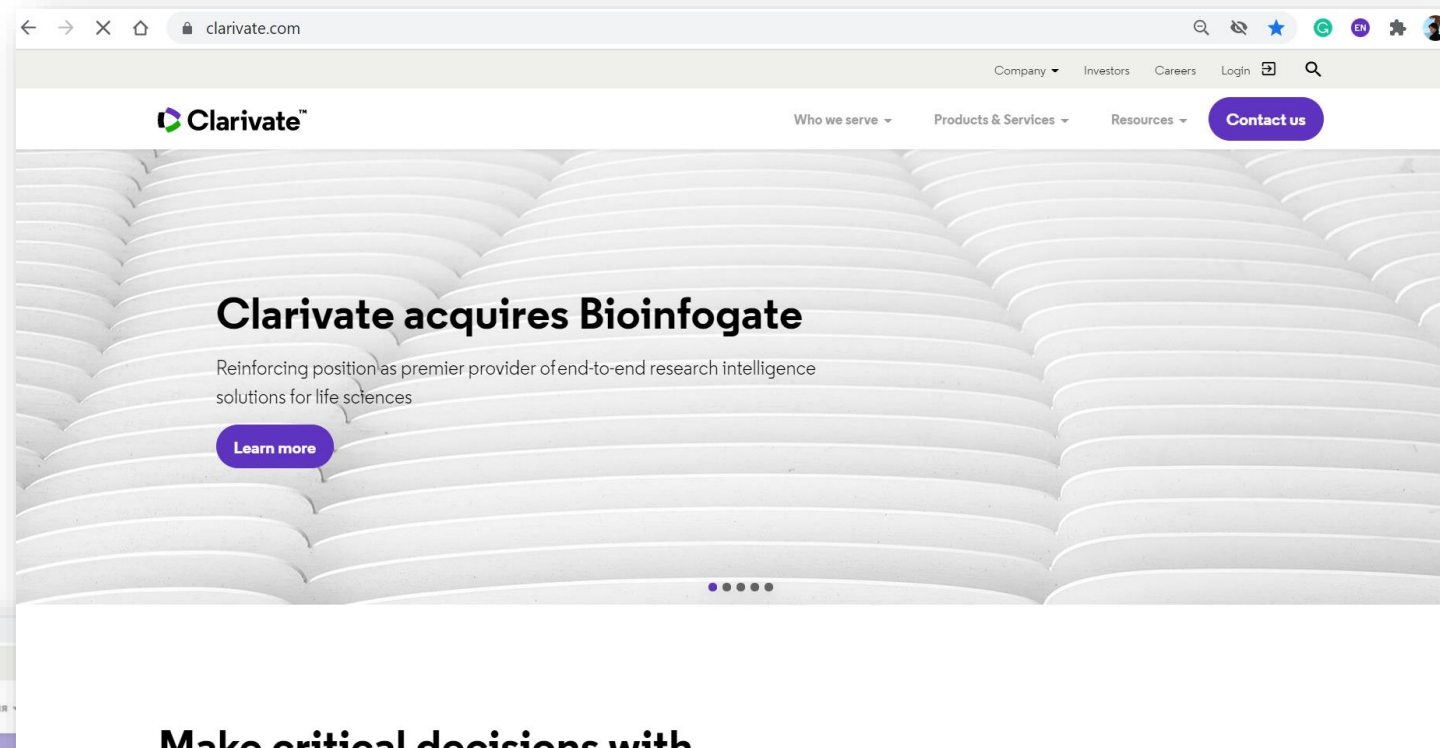 clarivate.com
G
EN
Company
Investors
Careers
Login
Clarivate™
Who we serve
Products & Services
Resources
Contact us
Clarivate acquires Bioinfogate
Reinforcing position as premier provider of end-to-end research intelligence
solutions for life sciences
Learn more
Make critical decisions with